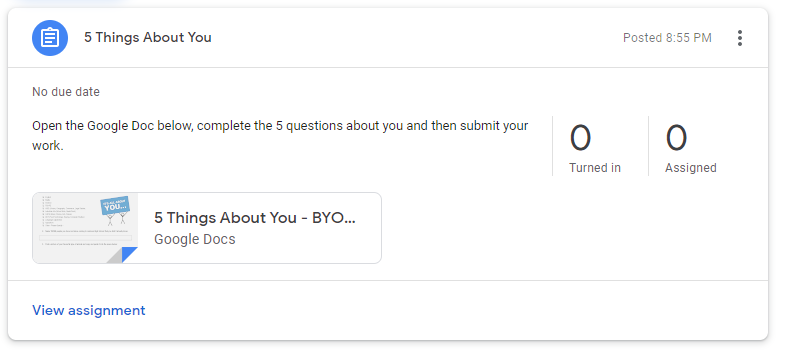 5 Things About You
Posted 8:55 PM
No due date
Open the Google Doc below, complete the 5 questions about you and then submit your
work.
0
Turned in
0
Assigned
YOU...
5 Things About You - BYO...
Google Docs
View assignment